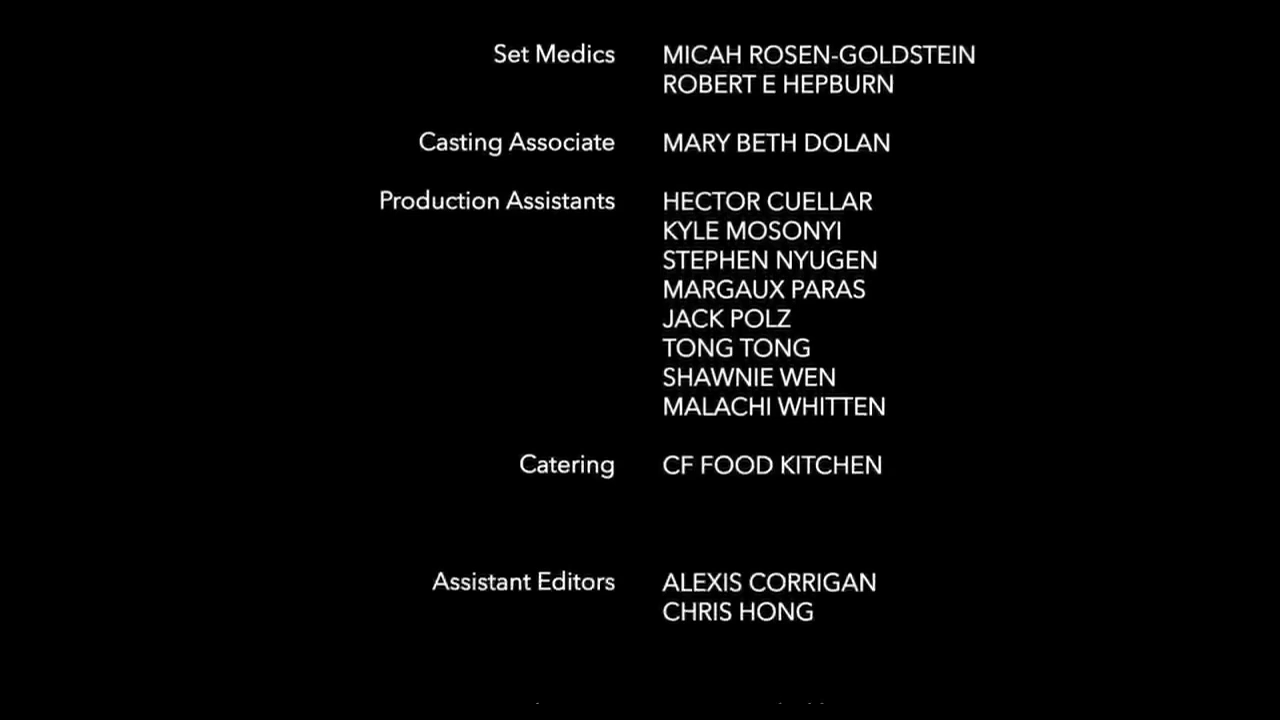 Set Medics MICAH ROSEN-GOLDSTEIN
ROBERT E HEPBURN
Casting Associate MARY BETH DOLAN
Production Assistants HECTOR CUELLAR
KYLE MOSONYI
STEPHEN NYUGEN
MARGAUX PARAS
JACK POLZ
TONG TONG
SHAWNIE WEN
MALACHI WHITTEN
Catering CF FOOD KITCHEN
Assistant Editors ALEXIS CORRIGAN
CHRIS HONG